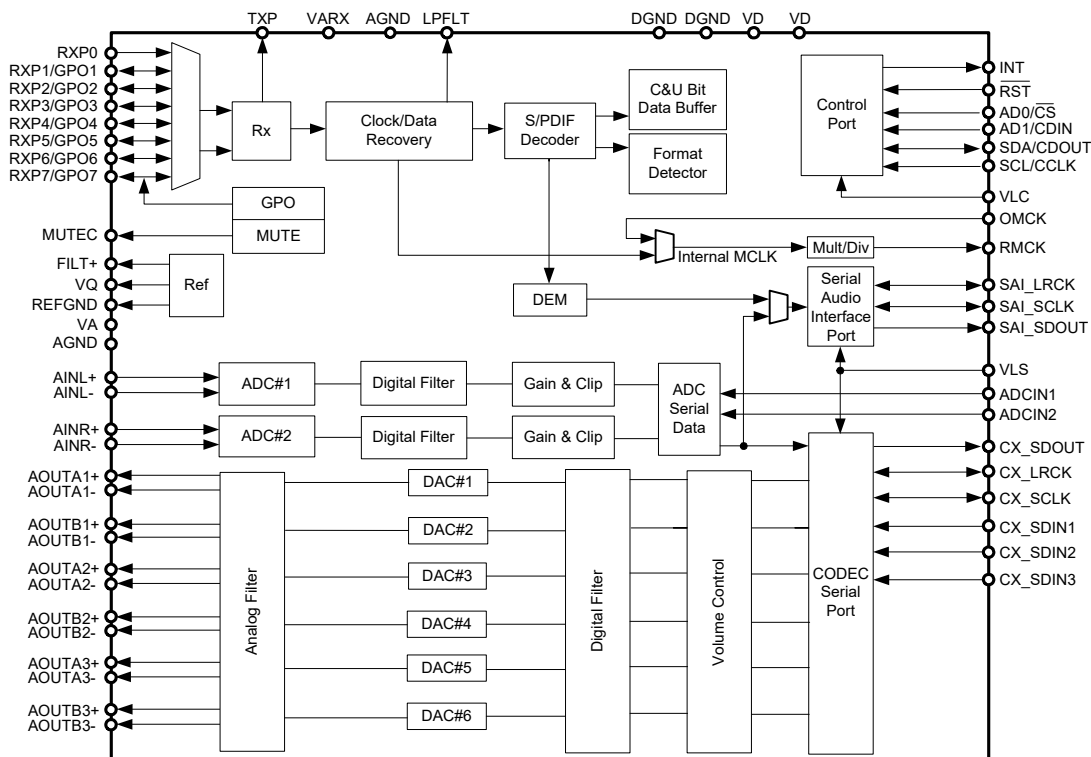 TXP VARX AGND LPFLT DGND DGND VD VD
RXP0
RXP1/GPO1
RXP2/GPO2
RXP3/GPO3
RXP4/GPO4
RXP5/GPO5
RXP6/GPO6
RXP7/GPO7
MUTEC
FILT+
VQ
REFGND
VA
AGND
AINL+
AINL-
AINR+
AINR-
AOUTA1+
AOUTA1-
AOUTB1+
AOUTB1-
AOUTA2+
AOUTA2-
AOUTB2+
AOUTB2-
AOUTA3+
AOUTA3-
AOUTB3+
AOUTB3-
Rx
Clock/Data
Recovery
S/PDIF
Decoder
C&U Bit
Data Buffer
Format
Detector
Control
Port
GPO
MUTE
Ref
Internal MCLK
Mult/Div
DEM
Serial
Audio
Interface
Port
ADC#1
Digital Filter
Gain & Clip
ADC#2
Digital Filter
Gain & Clip
ADC
Serial
Data
Analog Filter
DAC#1
DAC#2
DAC#3
DAC#4
DAC#5
DAC#6
Digital Filter
Volume Control
CODEC
Serial
Port
INT
RST
AD0/CS
AD1/CDIN
SDA/CDOUT
SCL/CCLK
VLC
OMCK
RMCK
SAI_LRCK
SAI_SCLK
SAI_SDOUT
VLS
ADCIN1
ADCIN2
CX_SDOUT
CX_LRCK
CX_SCLK
CX_SDIN1
CX_SDIN2
CX_SDIN3